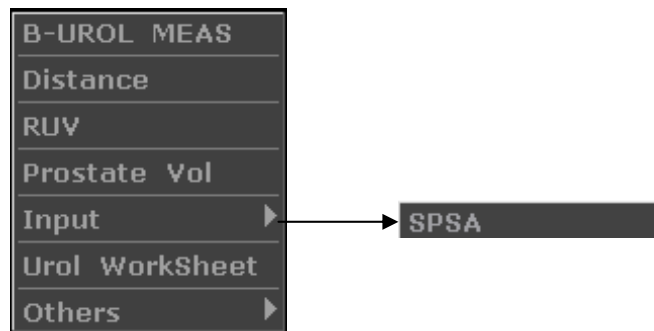 B-UROL MEAS
Distance
RUV
Prostate Vol
Input
SPSA
Urol WorkSheet
Others